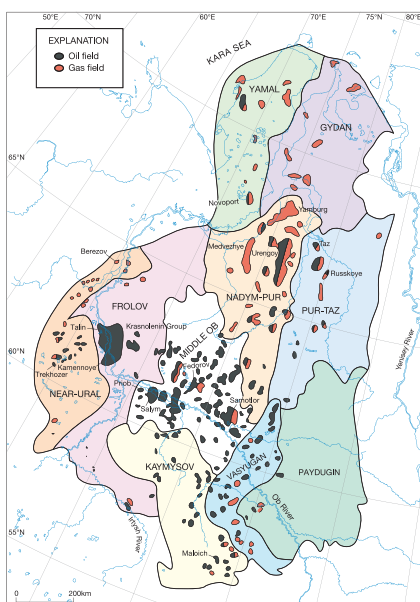 50°E
70°N
60°E
70°E
75°E
80°E
EXPLANATION
Oil field
Gas field
KARA SEA
YAMAL
GYDAN
65°N
Novoport
Yamburg
Medvezhye
Urengoy
Taz
Russkoye
Berezov
NADYM-PUR
PUR-TAZ
FROLOV
Krasnolenin Group
Talin
MIDDLE OB
60°N
Kamennoye
Fedorov
Trekhozer
Priob
NEAR-URAL
Salym
Samotlor
Yenisey River
KAYMYSOV
VASYUGAN
PAYDUGIN
Ob River
Irtysh River
55°N
Maloich
0 200km